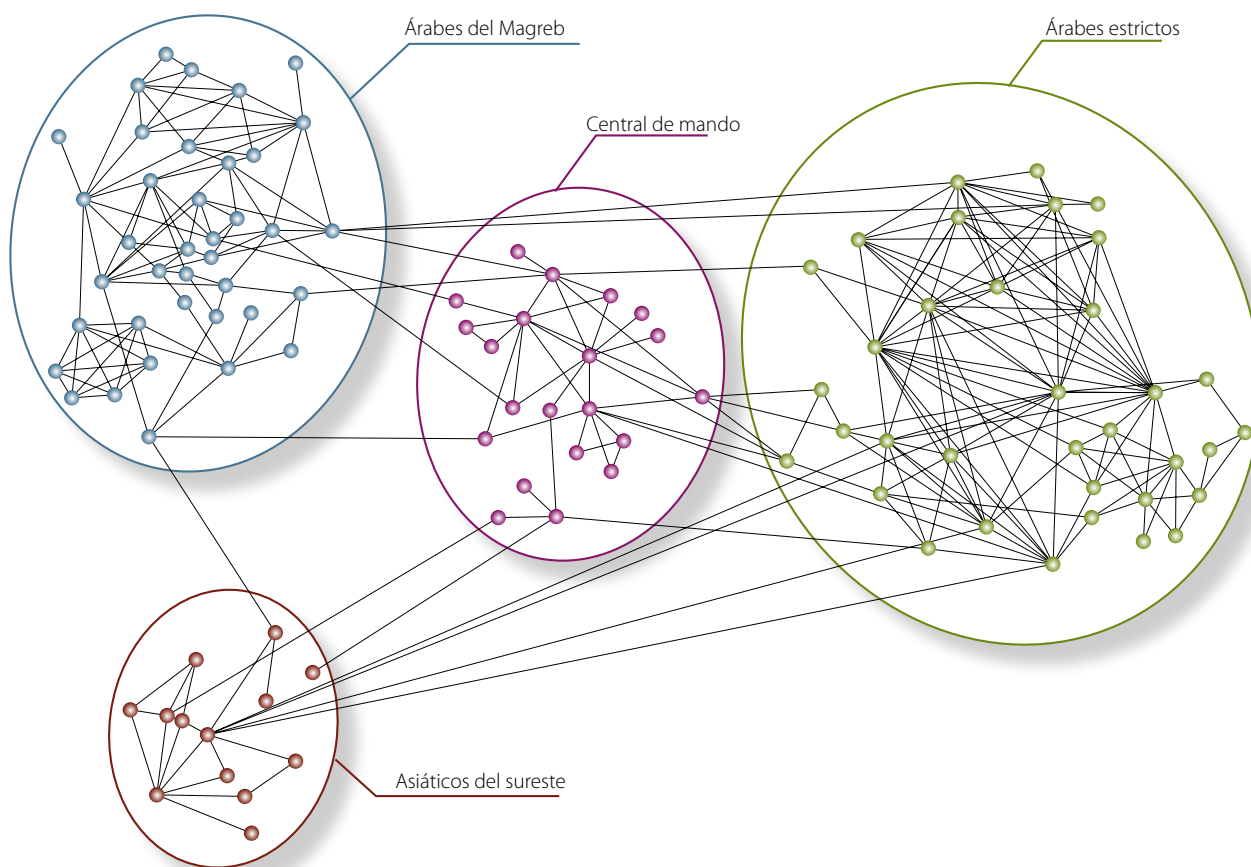 Árabes del Magreb
Árabes estrictos
Central de mando
Asiáticos del sureste